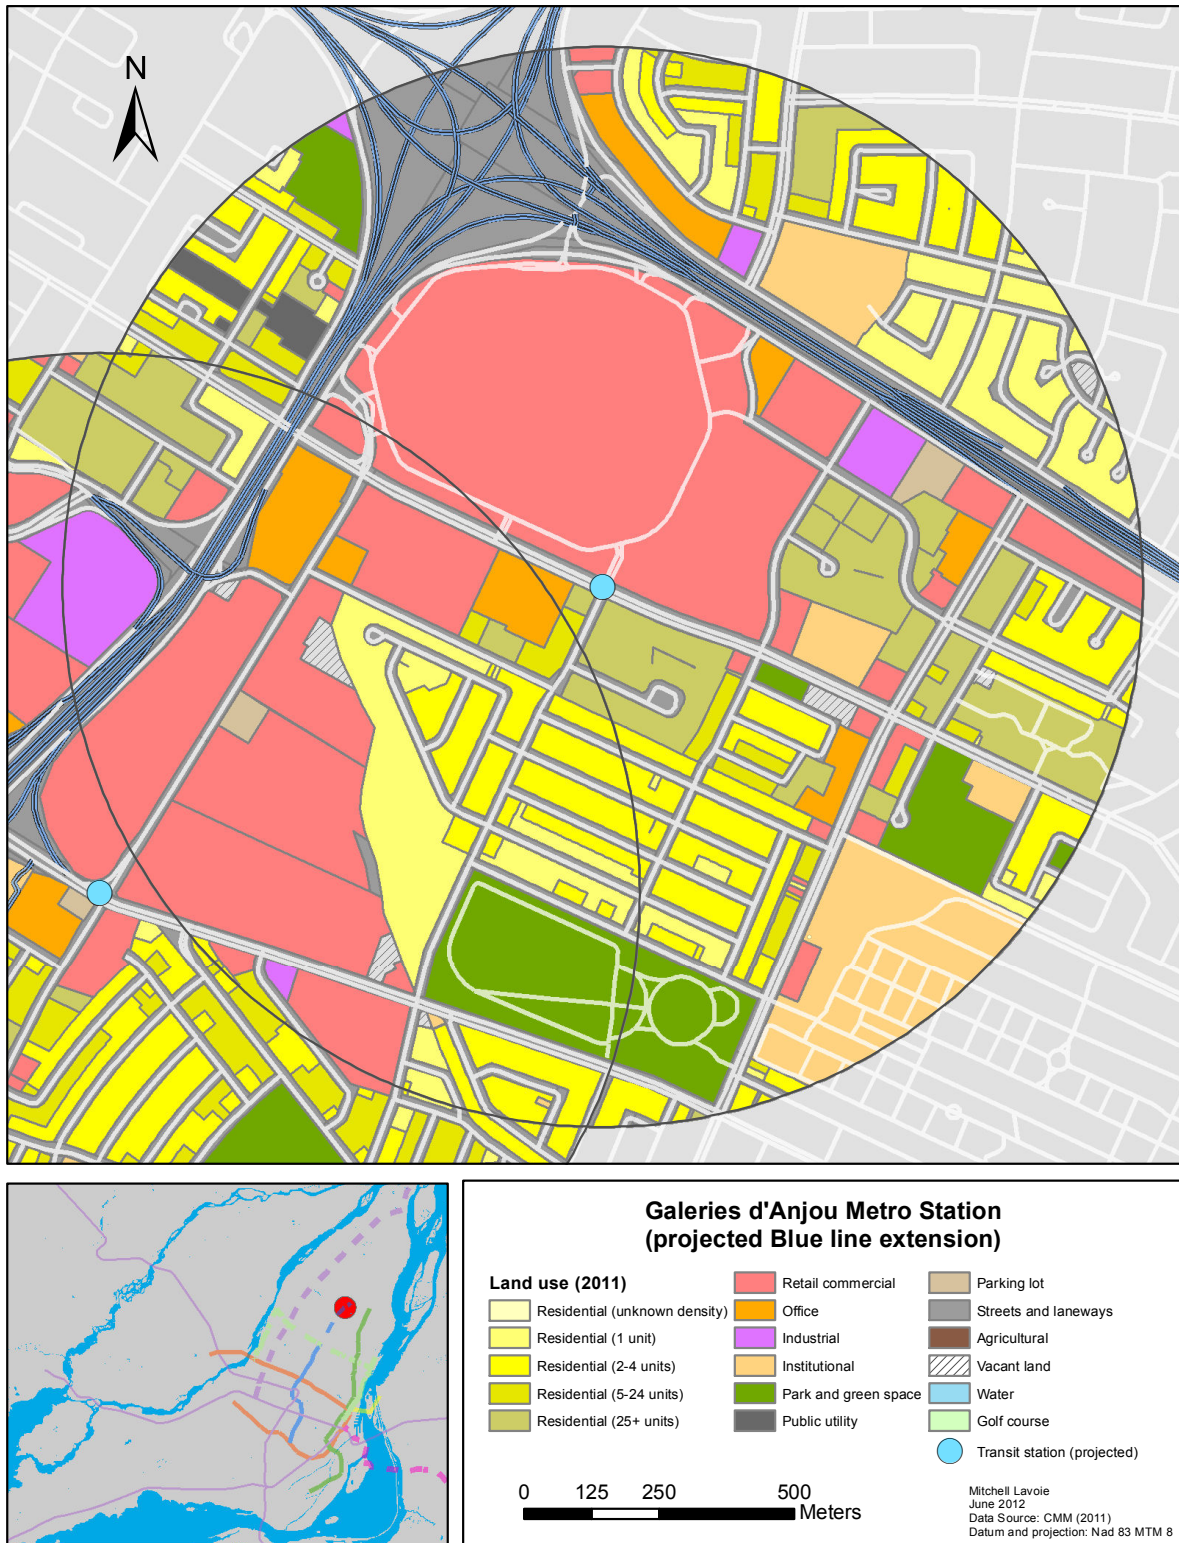 N
Galeries d'Anjou Metro Station
(projected Blue line extension)
Land use (2011)
Residential (unknown density)
Residential (1 unit)
Residential (2-4 units)
Residential (5-24 units)
Residential (25+ units)
Retail commercial
Office
Industrial
Institutional
Park and green space
Public utility
Parking lot
Streets and laneways
Agricultural
Vacant land
Water
Golf course
Transit station (projected)
0 125 250 500
Meters
Mitchell Lavoie
June 2012
Data Source: CMM (2011)
Datum and projection: Nad 83 MTM 8